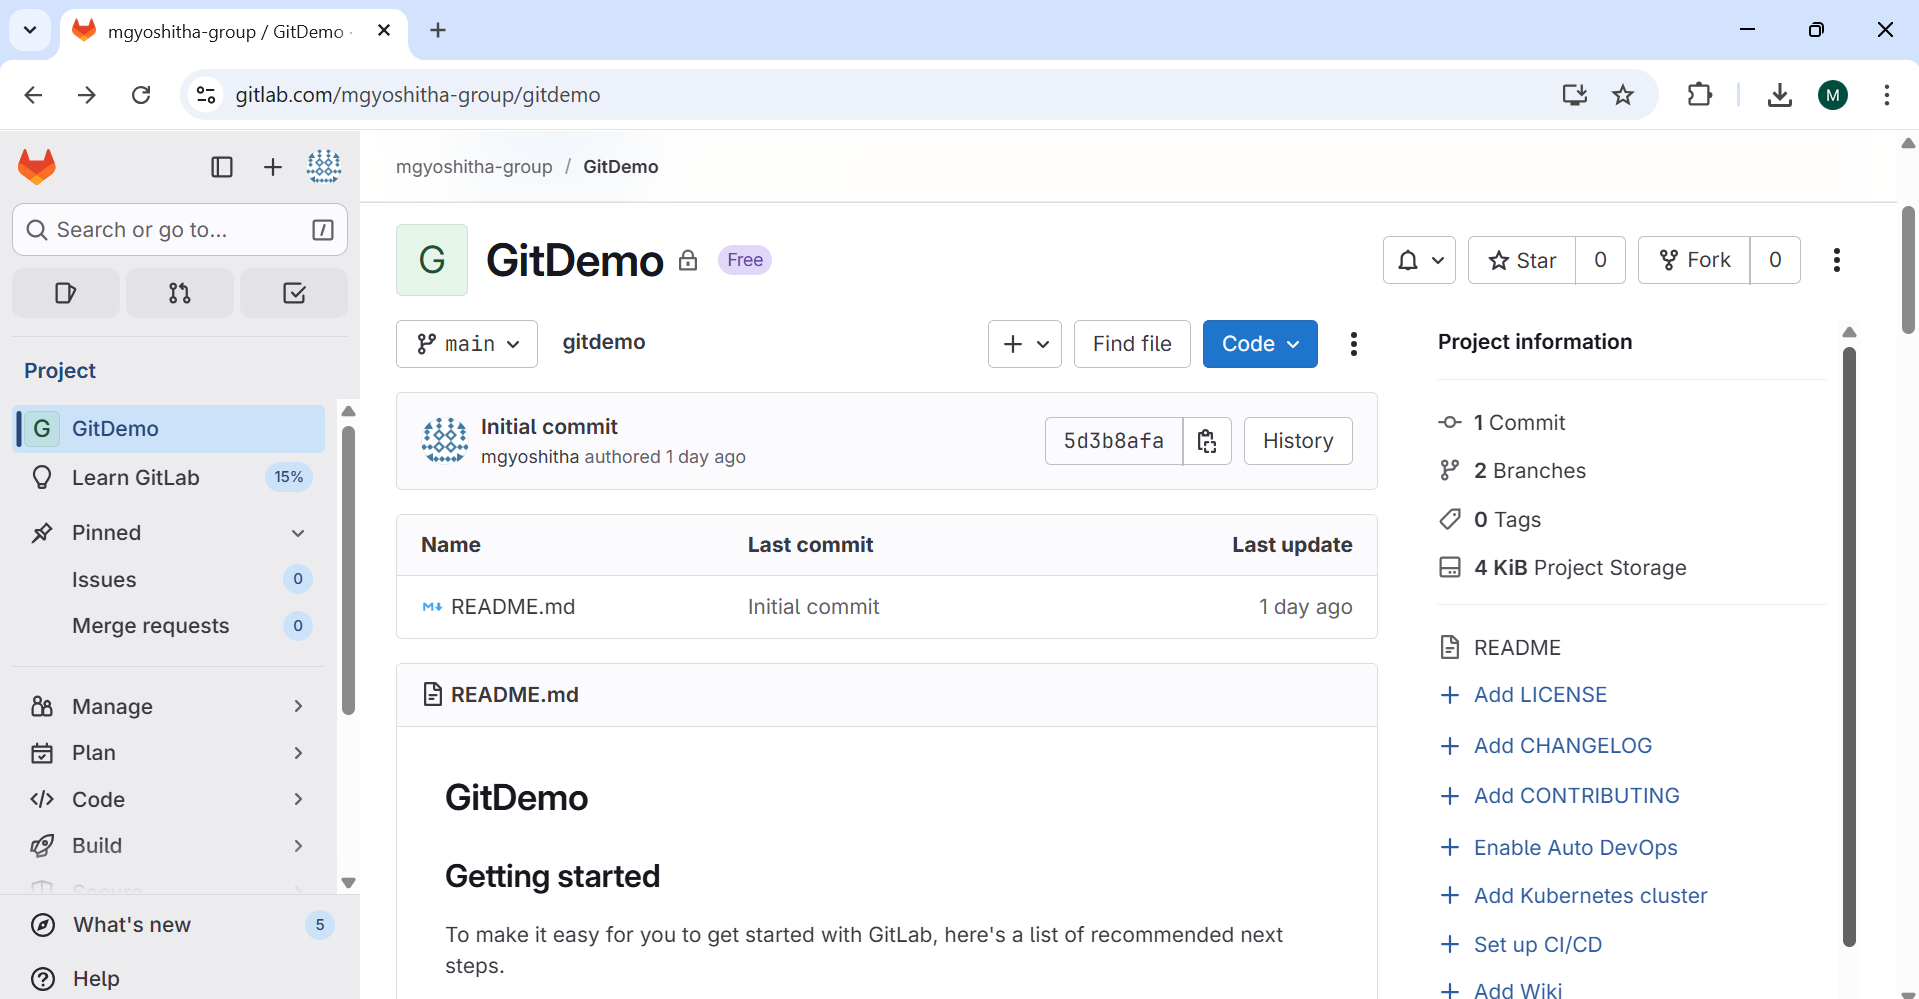 mgyoshitha-group / GitDemo ·
gitlab.com/mgyoshitha-group/gitdemo
M
mgyoshitha-group / GitDemo
Search or go to...
/
G
GitDemo
Free
Star
0
Fork
0
main
gitdemo
Find file
Code
Project information
Project
G
GitDemo
Learn GitLab
15%
Pinned
Issues
0
Merge requests
0
Manage
Plan
Code
Build
Secure
What's new
5
Help
Initial commit
mgyoshitha authored 1 day ago
5d3b8afa
History
Name
Last commit
Last update
README.md
Initial commit
1 day ago
README.md
GitDemo
Getting started
To make it easy for you to get started with GitLab, here's a list of recommended next
steps.
1 Commit
2 Branches
0 Tags
4 KiB Project Storage
README
Add LICENSE
Add CHANGELOG
Add CONTRIBUTING
Enable Auto DevOps
Add Kubernetes cluster
Set up CI/CD
Add Wiki